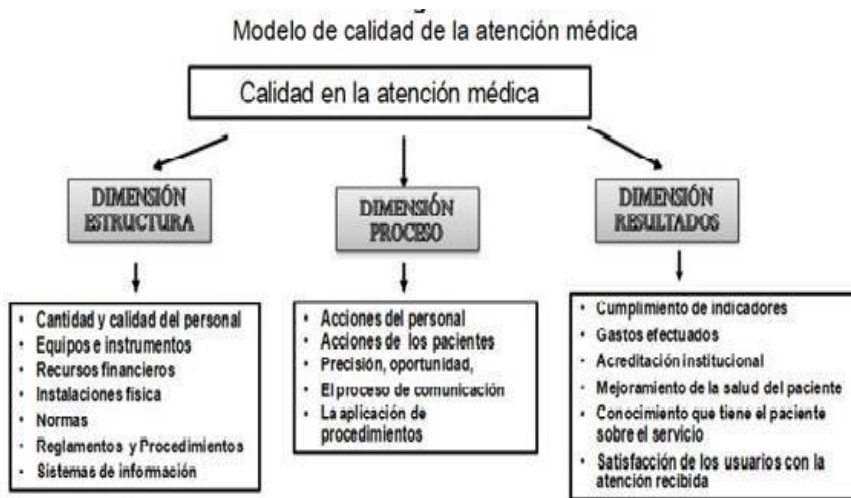 Modelo de calidad de la atención médica
Calidad en la atención médica
DIMENSIÓN
ESTRUCTURA
DIMENSIÓN
PROCESO
DIMENSIÓN
RESULTADOS
• Cantidad y calidad del personal
• Equipos e instrumentos
• Recursos financieros
• Instalaciones física
• Normas
• Reglamentos y Procedimientos
• Sistemas de información
• Acciones del personal
• Acciones de los pacientes
• Precisión, oportunidad,
• El proceso de comunicación
• La aplicación de
procedimientos
• Cumplimiento de indicadores
• Gastos efectuados
• Acreditación institucional
• Mejoramiento de la salud del paciente
• Conocimiento que tiene el paciente
sobre el servicio
• Satisfacción de los usuarios con la
atención recibida